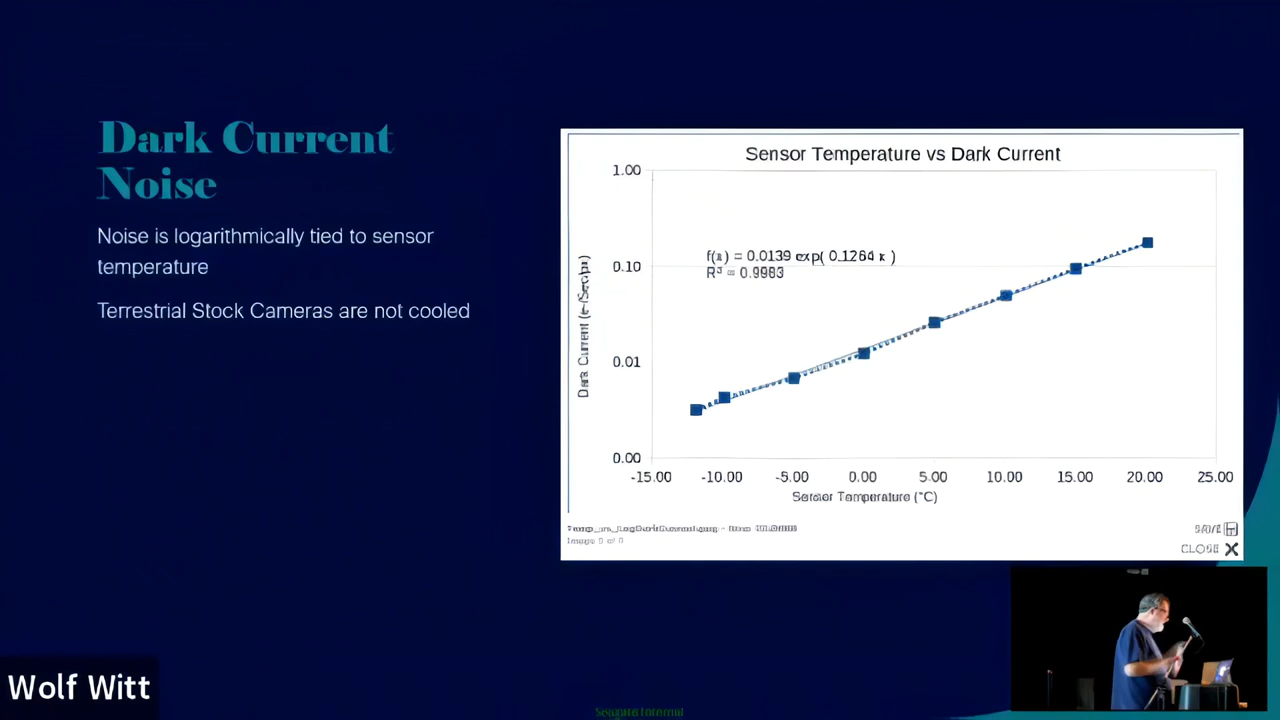 Dark Current
Noise
Noise is logarithmically tied to sensor
temperature
Terrestrial Stock Cameras are not cooled
Sensor Temperature vs Dark Current
1.00
0.10
0.01
0.00
Dark Current
f(x) = 0.0139 exp( 0.1264 x )
R² = 0.9963
-15.00 -10.00 -5.00 0.00 5.00 10.00 15.00 20.00 25.00
Sensor Temperature (°C)
CLOSE
Wolf Witt